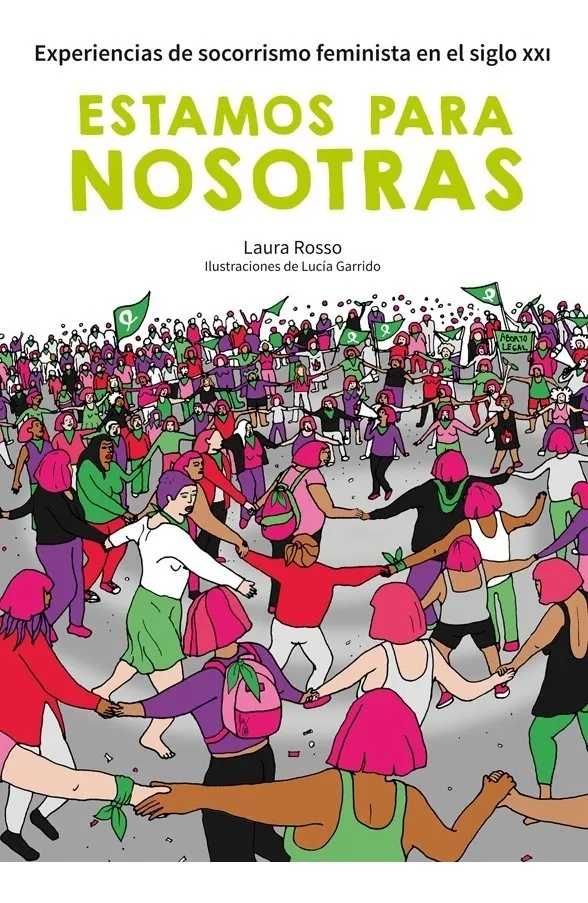 Experiencias de socorrismo feminista en el siglo XXI
ESTAMOS PARA
NOSOTRAS
Laura Rosso
Ilustraciones de Lucía Garrido
ABORTO
LEGAL